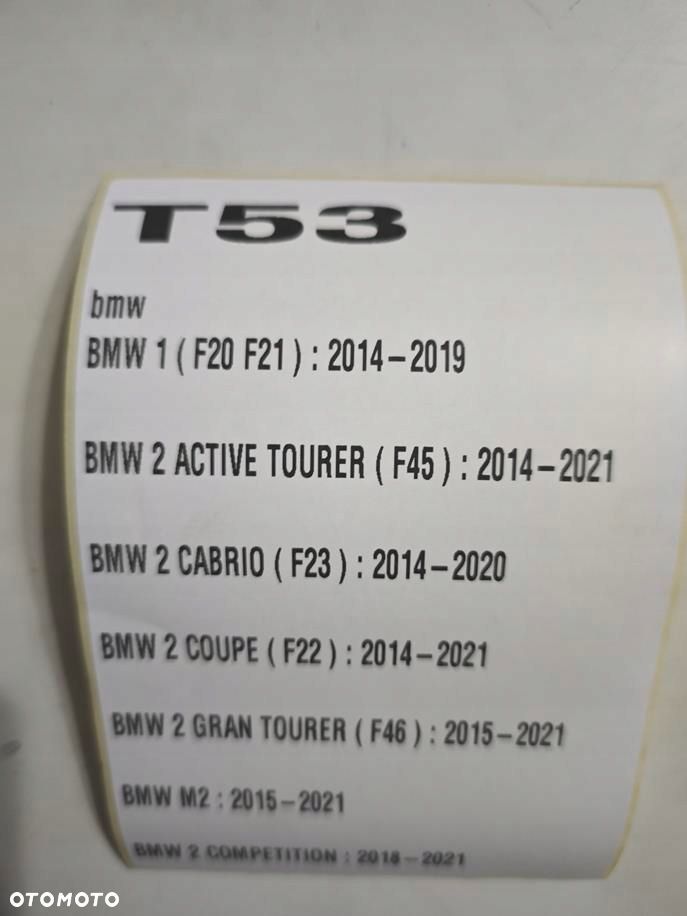 T53
bmw
BMW 1 ( F20 F21 ) : 2014-2019
BMW 2 ACTIVE TOURER ( F45 ) : 2014-2021
BMW 2 CABRIO ( F23 ) : 2014-2020
BMW 2 COUPE ( F22 ) : 2014-2021
BMW 2 GRAN TOURER ( F46 ) : 2015-2021
BMW M2 : 2015-2021
BMW 2 COMPETITION : 2018-2021
OTOMOTO